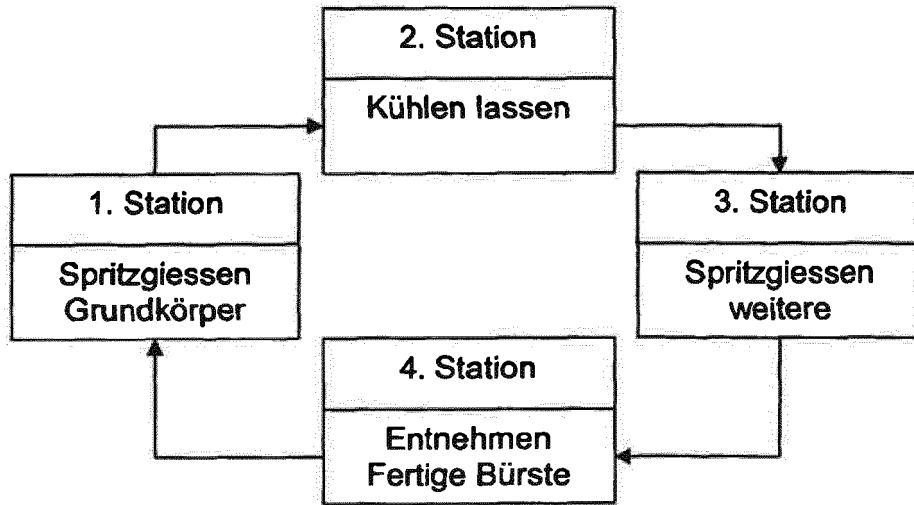 1. Station
Spritzgiessen
Grundkörper
2. Station
Kühlen lassen
3. Station
Spritzgiessen
weitere
4. Station
Entnehmen
Fertige Bürste